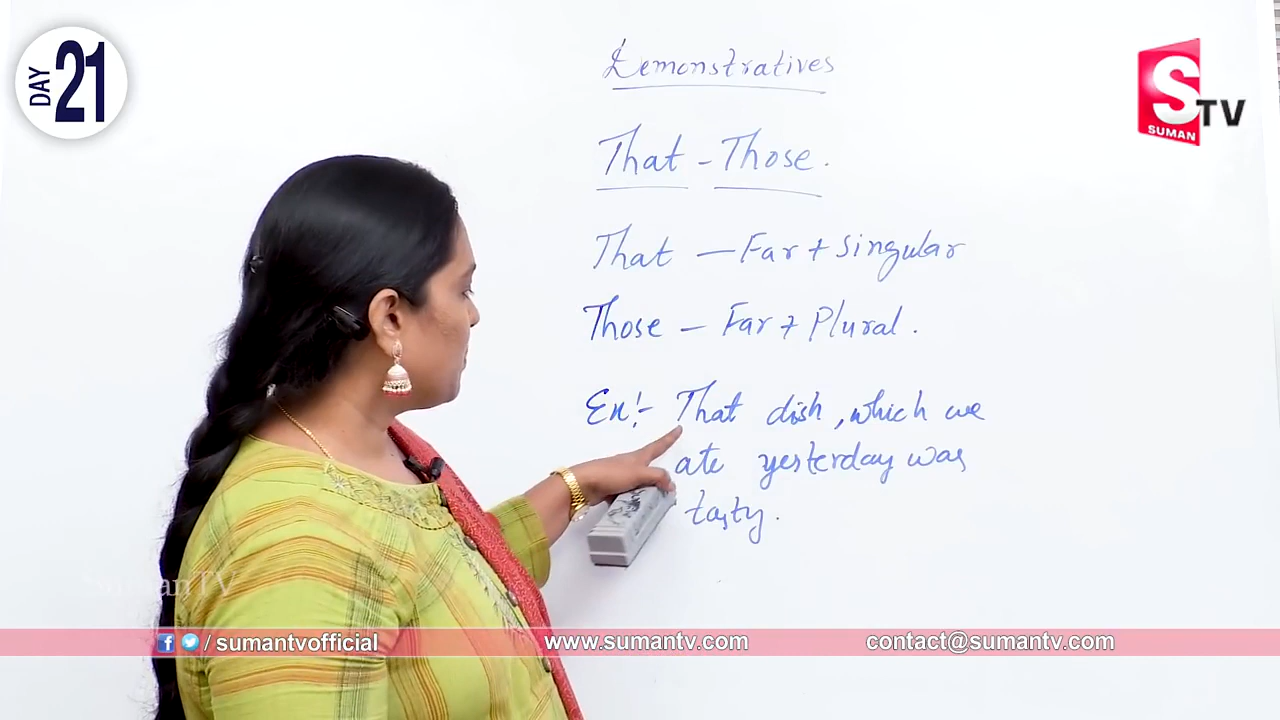 DAY 21
Demonstratives
S TV
SUMAN
That - Those.
That — Far + Singular
Those — Far + Plural.
Ex:- That dish, which we
ate yesterday was
tasty.
SumanTV
/ sumantvofficial
www.sumantv.com
contact@sumantv.com